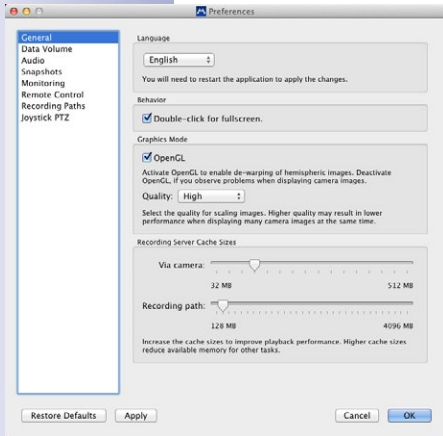 Preferences
General
Data Volume
Audio
Snapshots
Monitoring
Remote Control
Recording Paths
Joystick PTZ
Language
English
You will need to restart the application to apply the changes.
Behavior
Double-click for fullscreen.
Graphics Mode
OpenGL
Activate OpenGL to enable de-warping of hemispheric images. Deactivate
OpenGL, if you observe problems when displaying camera images.
Quality: High
Select the quality for scaling images. Higher quality may result in lower
performance when displaying many camera images at the same time.
Recording Server Cache Sizes
Via camera:
32 MB 512 MB
Recording path:
128 MB 4096 MB
Increase the cache sizes to improve playback performance. Higher cache sizes
reduce available memory for other tasks.
Restore Defaults Apply Cancel OK